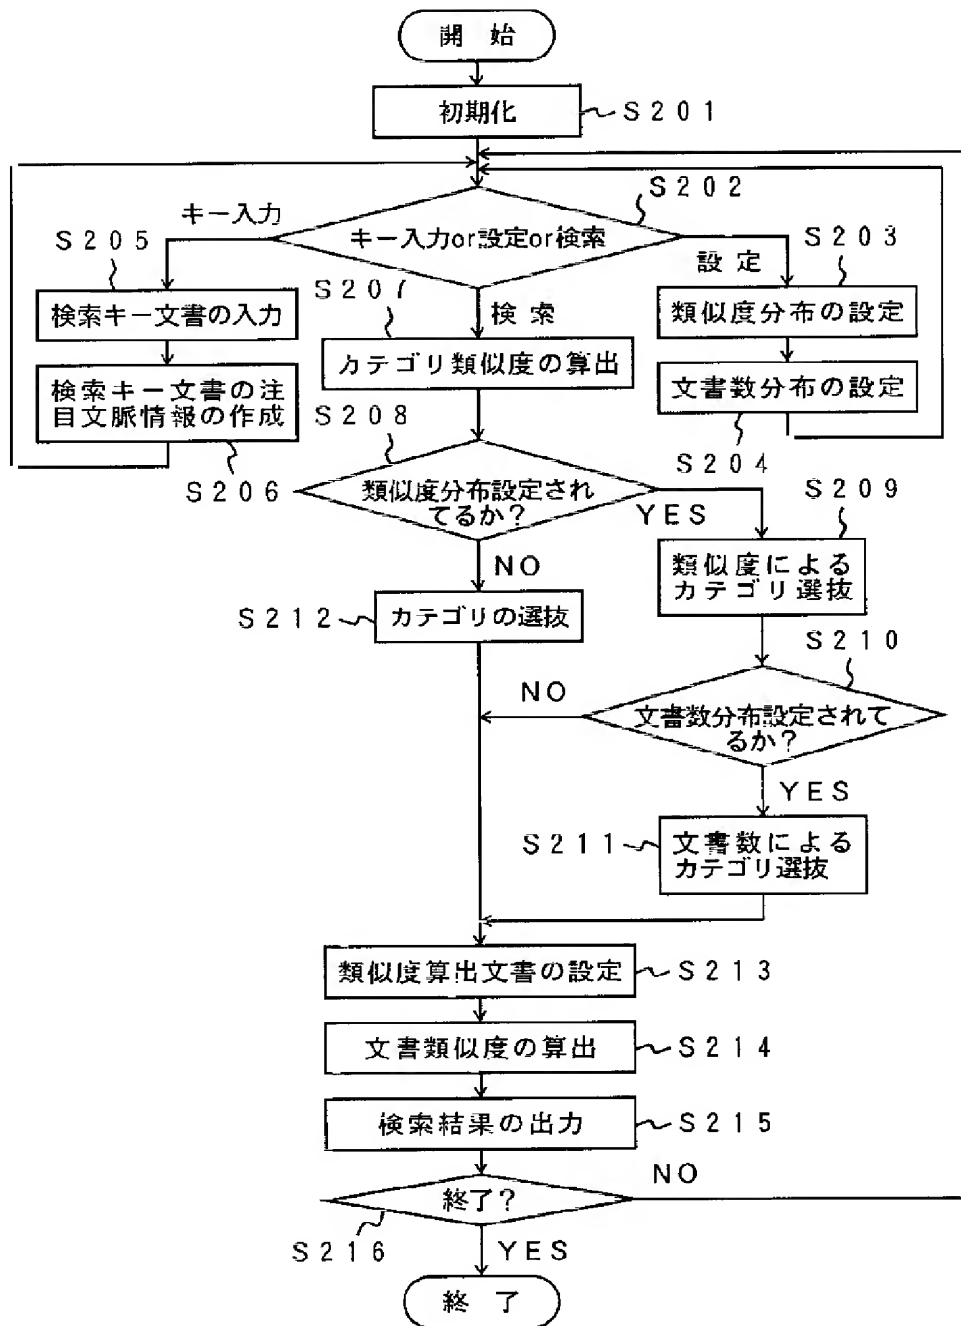 開始
初期化
S201
S202
キー入力
キー入力or設定or検索
S205
S203
設定
検索キー文書の入力
S207
検索
類似度分布の設定
カテゴリ類似度の算出
検索キー文書の注
目文脈情報の作成
文書数分布の設定
S208
S204
S206
類似度分布設定され
てるか?
YES
S209
NO
類似度による
カテゴリ選抜
S212
カテゴリの選抜
S210
NO
文書数分布設定されて
るか?
YES
S211
文書数による
カテゴリ選抜
類似度算出文書の設定
S213
文書類似度の算出
S214
検索結果の出力
S215
終了?
NO
S216
YES
終了